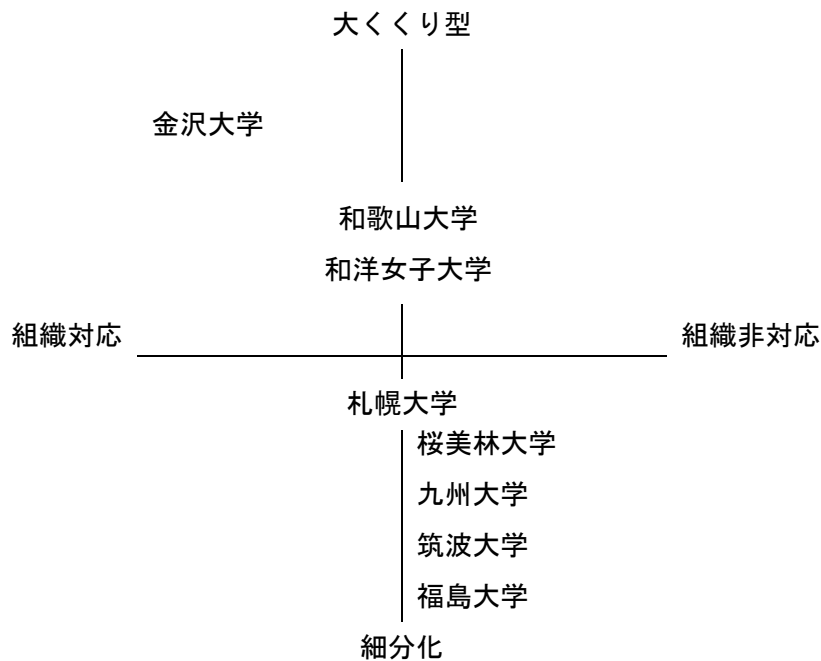 大くくり型
金沢大学
和歌山大学
和洋女子大学
組織対応
組織非対応
札幌大学
桜美林大学
九州大学
筑波大学
福島大学
細分化